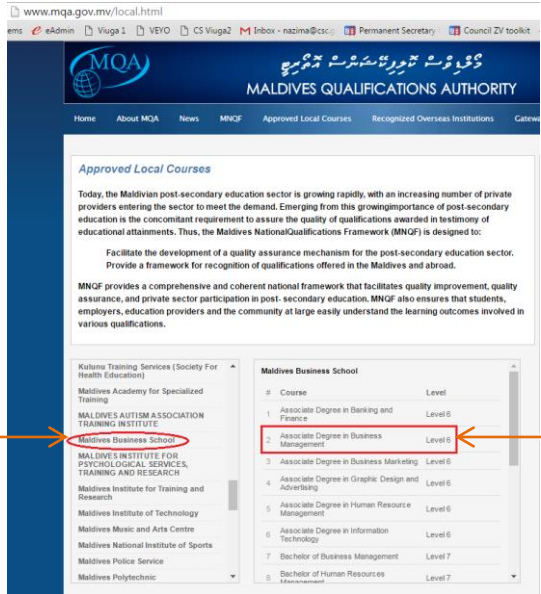 www.mqa.gov.mv/local.html
ems eAdmin Viuga 1 VEYO CS Viuga2 Inbox - nazima@csc. Permanent Secretary Council ZV toolkit
MQA
MALDIVES QUALIFICATIONS AUTHORITY
Home About MQA News MNQF Approved Local Courses Recognized Overseas Institutions Gatewa
Approved Local Courses
Today, the Maldivian post-secondary education sector is growing rapidly, with an increasing number of private
providers entering the sector to meet the demand. Emerging from this growingimportance of post-secondary
education is the concomitant requirement to assure the quality of qualifications awarded in testimony of
educational attainments. Thus, the Maldives NationalQualifications Framework (MNQF) is designed to:
Facilitate the development of a quality assurance mechanism for the post-secondary education sector.
Provide a framework for recognition of qualifications offered in the Maldives and abroad.
MNQF provides a comprehensive and coherent national framework that facilitates quality improvement, quality
assurance, and private sector participation in post- secondary education. MNQF also ensures that students,
employers, education providers and the community at large easily understand the learning outcomes involved in
various qualifications.
Kulunu Training Services (Society For
Health Education)
Maldives Academy for Specialized
Training
MALDIVES AUTISM ASSOCIATION
TRAINING INSTITUTE
Maldives Business School
MALDIVES INSTITUTE FOR
PSYCHOLOGICAL SERVICES,
TRAINING AND RESEARCH
Maldives Institute for Training and
Research
Maldives Institute of Technology
Maldives Music and Arts Centre
Maldives National Institute of Sports
Maldives Police Service
Maldives Polytechnic
Maldives Business School
# Course Level
1 Associate Degree in Banking and
Finance Level 6
2 Associate Degree in Business
Management Level 6
3 Associate Degree in Business Marketing Level 6
4 Associate Degree in Graphic Design and
Advertising Level 6
5 Associate Degree in Human Resource
Management Level 6
6 Associate Degree in Information
Technology Level 6
7 Bachelor of Business Management Level 7
8 Bachelor of Human Resources
Management Level 7